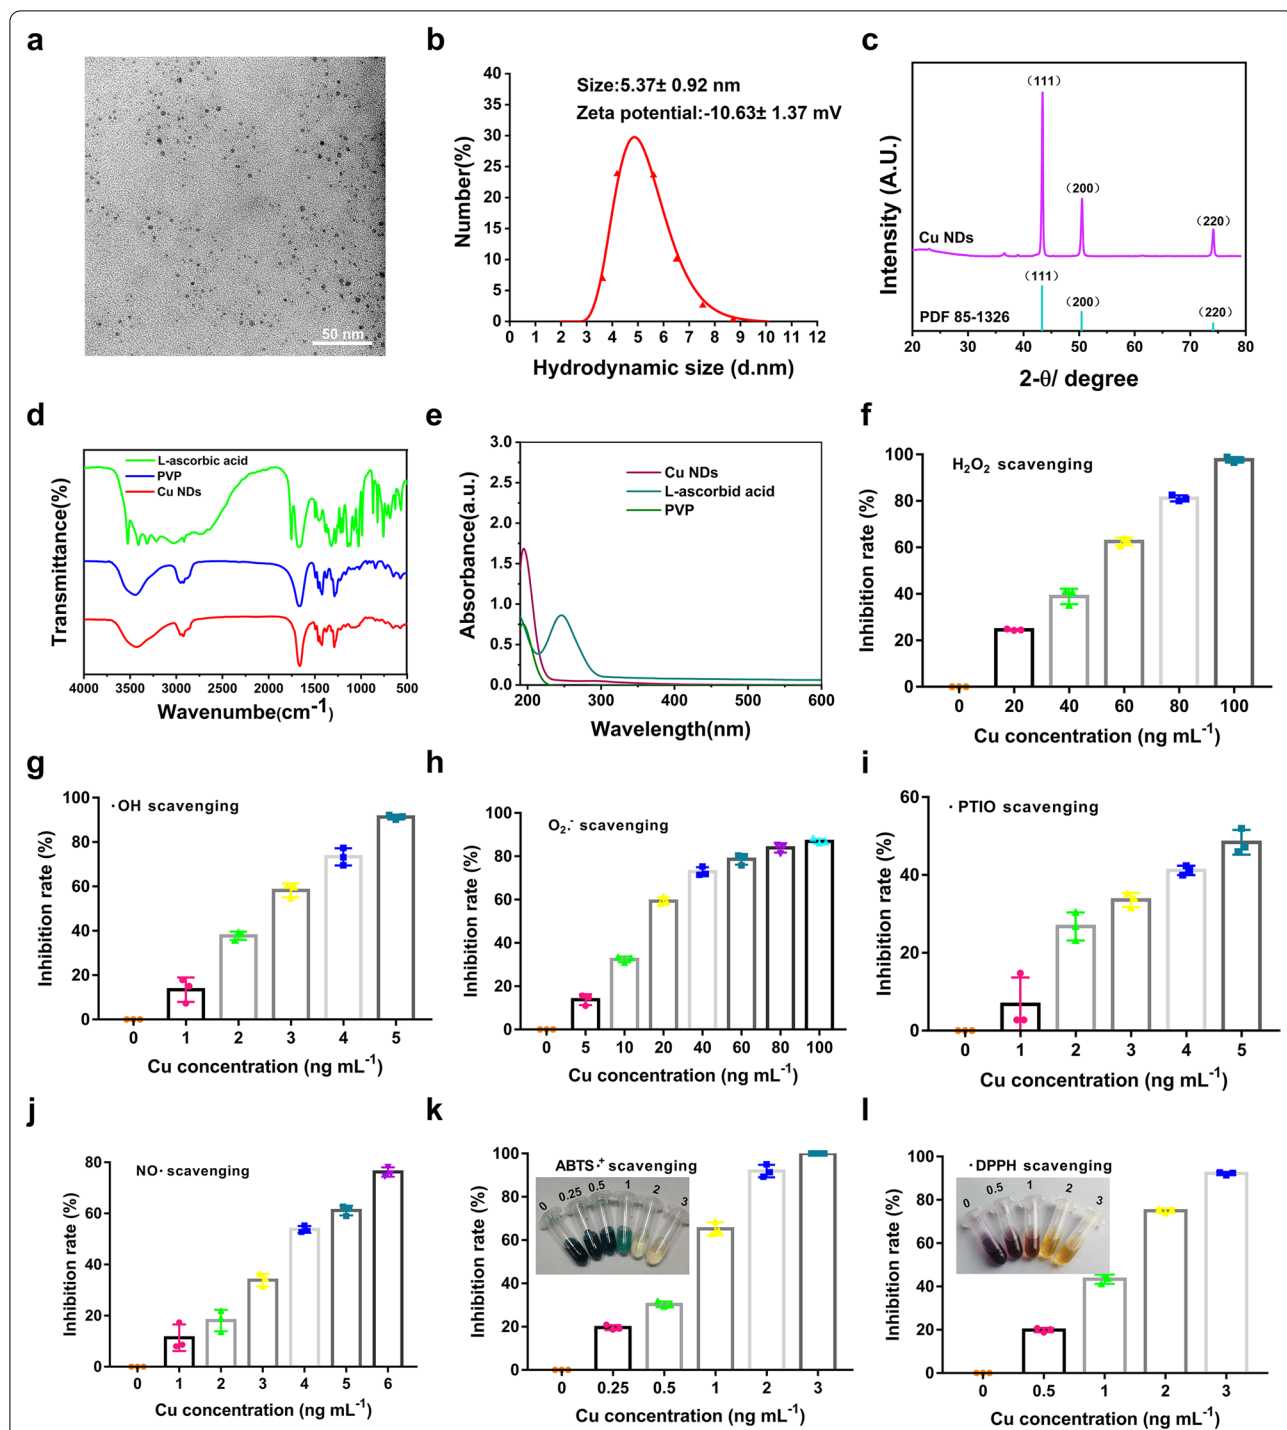 a
50 nm
b
Size:5.37± 0.92 nm
Zeta potential:-10.63± 1.37 mV
Number(%)
40
35
30
25
20
15
10
5
0
0 1 2 3 4 5 6 7 8 9 10 11 12
Hydrodynamic size (d.nm)
c
Intensity (A.U.)
(111)
(200)
(220)
Cu NDs
(111)
(200)
(220)
PDF 85-1326
20 30 40 50 60 70 80
2-θ/ degree
d
Transmittance(%)
L-ascorbic acid
PVP
Cu NDs
4000 3500 3000 2500 2000 1500 1000 500
Wavenumbe(cm-1)
e
Absorbance(a.u.)
3.0
2.5
2.0
1.5
1.0
0.5
0.0
Cu NDs
L-ascorbid acid
PVP
200 300 400 500 600
Wavelength(nm)
f
H2O2 scavenging
Inhibition rate (%)
100
80
60
40
20
0
0 20 40 60 80 100
Cu concentration (ng mL-1)
g
·OH scavenging
Inhibition rate (%)
100
80
60
40
20
0
0 1 2 3 4 5
Cu concentration (ng mL-1)
h
O2·- scavenging
Inhibition rate (%)
100
80
60
40
20
0
0 5 10 20 40 60 80 100
Cu concentration (ng mL-1)
i
·PTIO scavenging
Inhibition rate (%)
60
40
20
0
0 1 2 3 4 5
Cu concentration (ng mL-1)
j
NO· scavenging
Inhibition rate (%)
80
60
40
20
0
0 1 2 3 4 5 6
Cu concentration (ng mL-1)
k
ABTS·+ scavenging
0 0.25 0.5 1 2 3
Inhibition rate (%)
100
80
60
40
20
0
0 0.25 0.5 1 2 3
Cu concentration (ng mL-1)
l
·DPPH scavenging
0 0.5 1 2 3
Inhibition rate (%)
100
80
60
40
20
0
0 0.5 1 2 3
Cu concentration (ng mL-1)